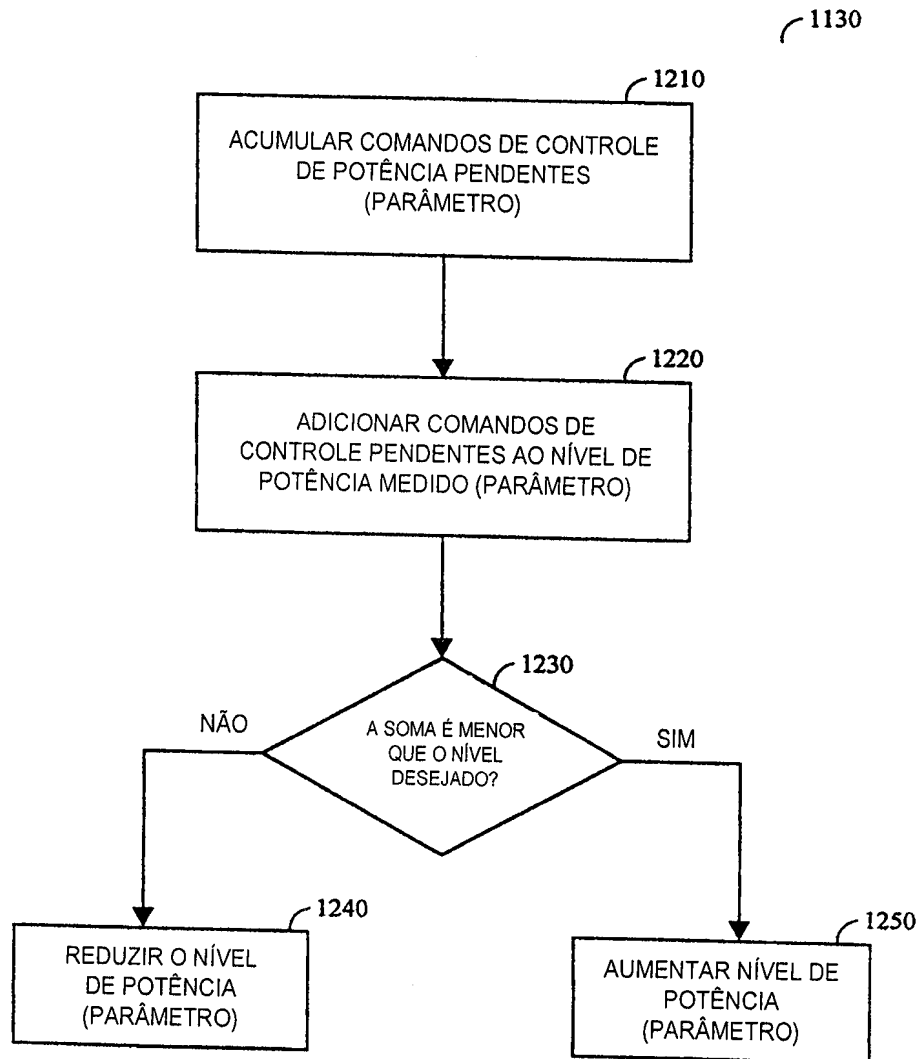 1130
1210
ACUMULAR COMANDOS DE CONTROLE
DE POTÊNCIA PENDENTES
(PARÂMETRO)
1220
ADICIONAR COMANDOS DE
CONTROLE PENDENTES AO NÍVEL DE
POTÊNCIA MEDIDO (PARÂMETRO)
1230
A SOMA É MENOR
QUE O NÍVEL
DESEJADO?
NÃO
SIM
1240
REDUZIR O NÍVEL
DE POTÊNCIA
(PARÂMETRO)
1250
AUMENTAR NÍVEL DE
POTÊNCIA
(PARÂMETRO)